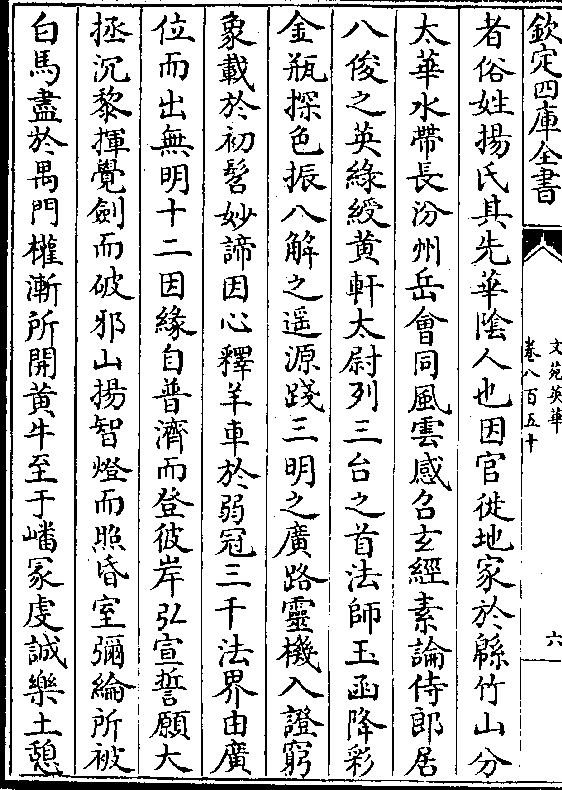 欽定四庫全書
文苑英華
卷八百五十
六
者俗姓揚氏其先華陰人也因官徙地家於緜竹山分
太華水帶長汾州岳會同風雲感召玄經素論侍郎居
八俊之英緣綬黄軒太尉列三台之首法師玉函降彩
金瓶探色振八解之遥源踐三明之廣路靈機入證窮
象載於初髫妙諦因心釋羊車於弱冠三千法界由廣
位而出無明十二因緣自普濟而登彼岸弘宣誓願大
拯沉黎揮覺劍而破邪山揚智燈而照昏室彌綸所被
白馬盡於禺門權漸所開黄牛至于嶓冢虔誠樂土憩